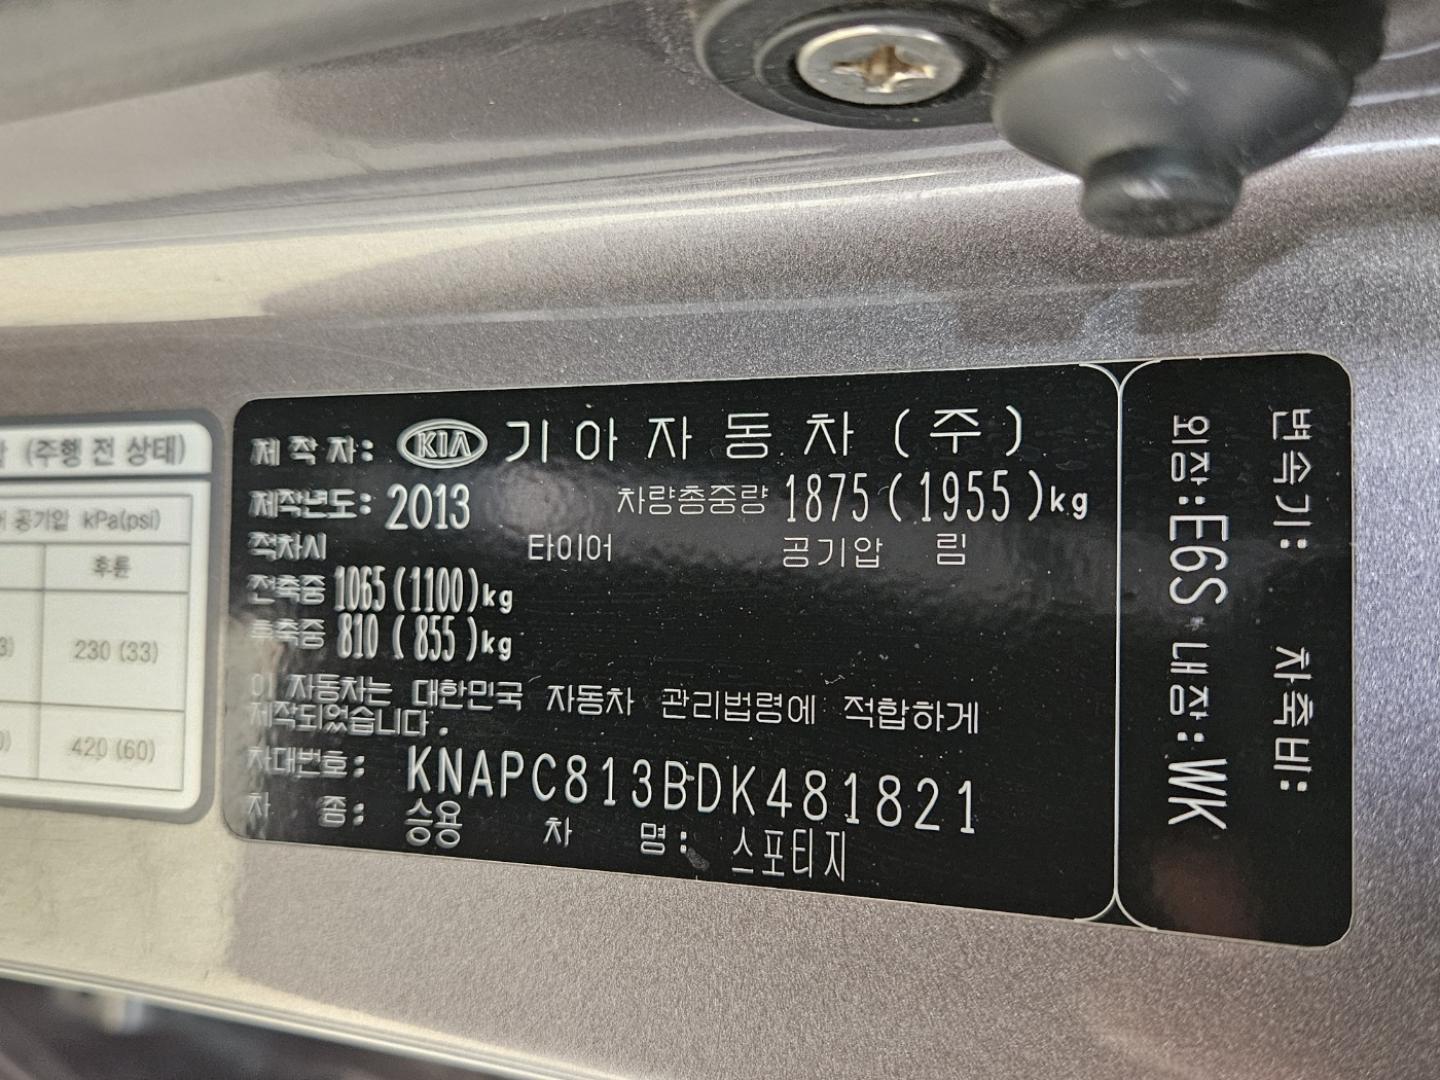 (주행 전 상태)
공기압 kPa(psi)
후륜
230 (33)
420 (60)
제 작 자: KIA 기 아 자 동 차 (주)
제작년도: 2013 차량총중량 1875 (1955)kg
적차시 타이어 공기압 림
전축중 1065 (1100)kg
후축중 810 (855)kg
이 자동차는 대한민국 자동차 관리법령에 적합하게
제작되었습니다.
차대번호: KNAPC813BDK481821
차 종: 승용 차 명: 스포티지
변속기: 차축비:
외장:E6S 내장:WK